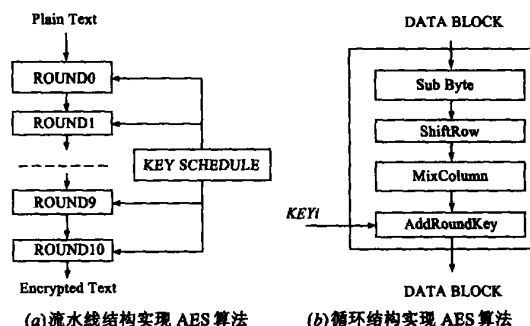 Plain Text
ROUND0
ROUND1
KEY SCHEDULE
ROUND9
ROUND10
Encrypted Text
(a)流水线结构实现 AES 算法
DATA BLOCK
Sub Byte
ShiftRow
MixColumn
KEYi
AddRoundKey
DATA BLOCK
(b)循环结构实现 AES 算法